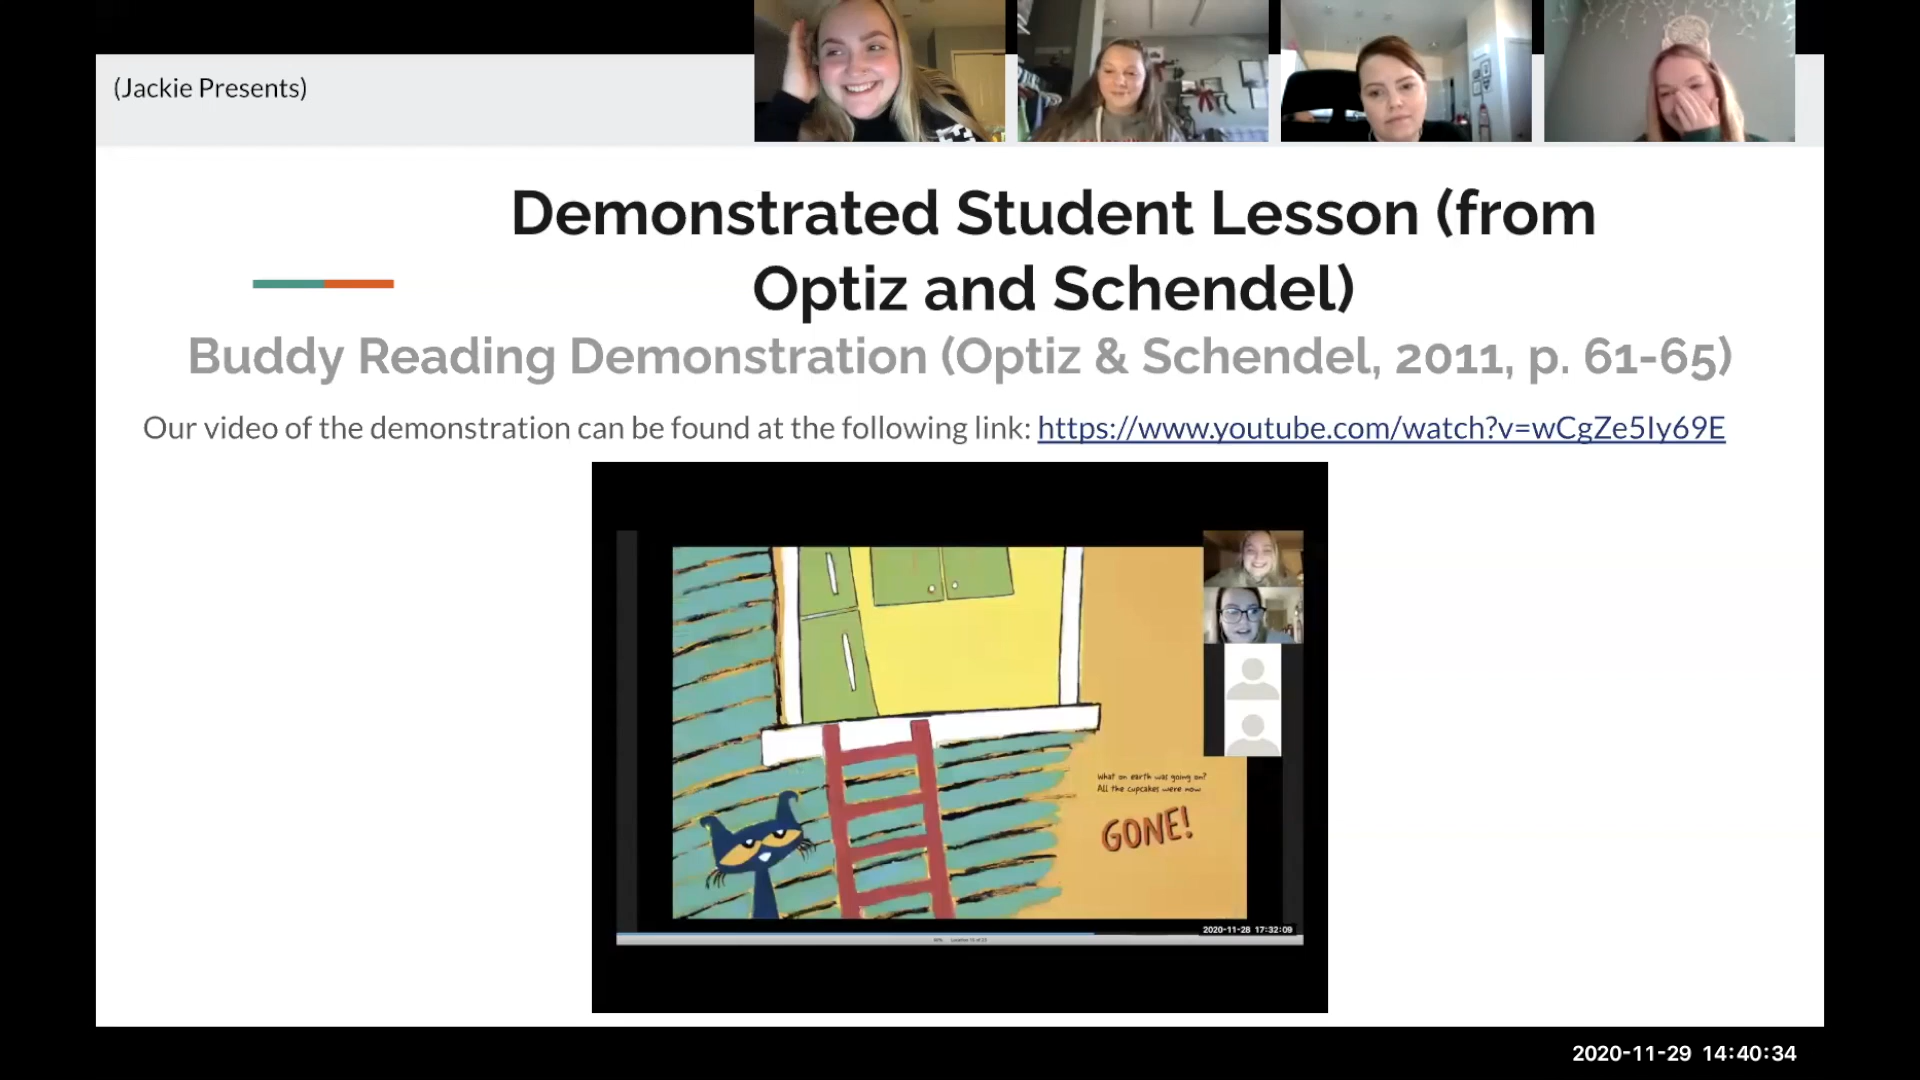 (Jackie Presents)
Demonstrated Student Lesson (from
Optiz and Schendel)
Buddy Reading Demonstration (Optiz & Schendel, 2011, p. 61-65)
Our video of the demonstration can be found at the following link: https://www.youtube.com/watch?v=wCgZe5Iy69E
What on earth was going on?
All the cupcakes were now
GONE!
2020-11-28 17:32:09
2020-11-29 14:40:34